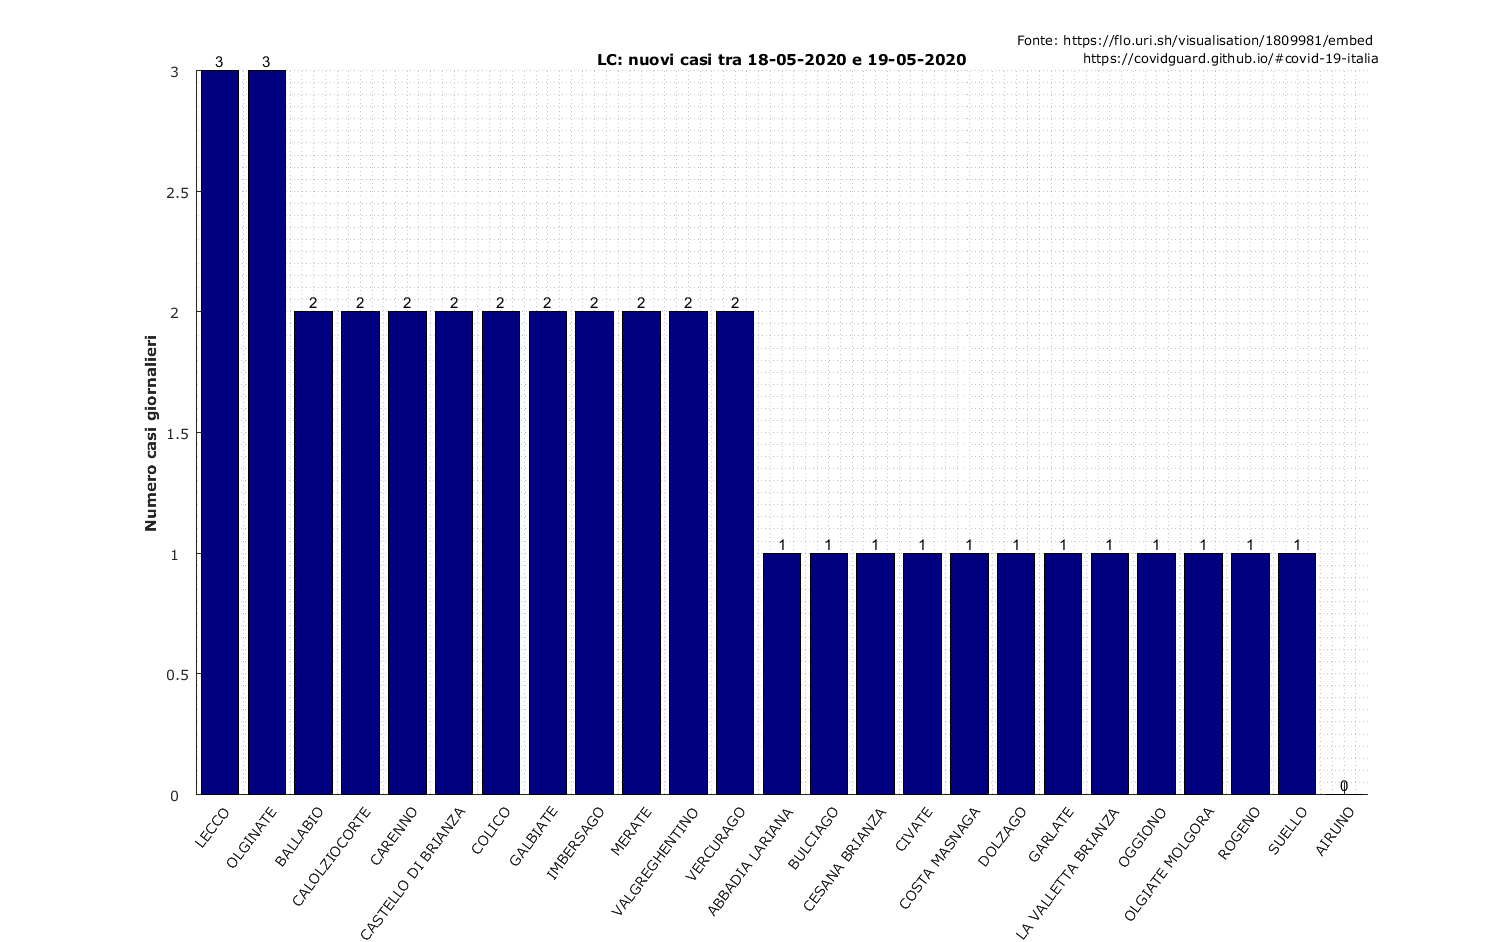 Fonte: https://flo.uri.sh/visualisation/1809981/embed
LC: nuovi casi tra 18-05-2020 e 19-05-2020
https://covidguard.github.io/#covid-19-italia
3 3
3
2.5
2 2 2 2 2 2 2 2 2 2
2
Numero casi giornalieri
1.5
1 1 1 1 1 1 1 1 1 1 1 1
1
0.5
0
0
LECCO
OLGINATE
BALLABIO
CALOLZIOCORTE
CARENNO
CASTELLO DI BRIANZA
COLICO
GALBIATE
IMBERSAGO
MERATE
VALGREGHENTINO
VERCURAGO
ABBADIA LARIANA
BULCIAGO
CESANA BRIANZA
CIVATE
COSTA MASNAGA
DOLZAGO
GARLATE
LA VALLETTA BRIANZA
OGGIONO
OLGIATE MOLGORA
ROGENO
SUELLO
AIRUNO